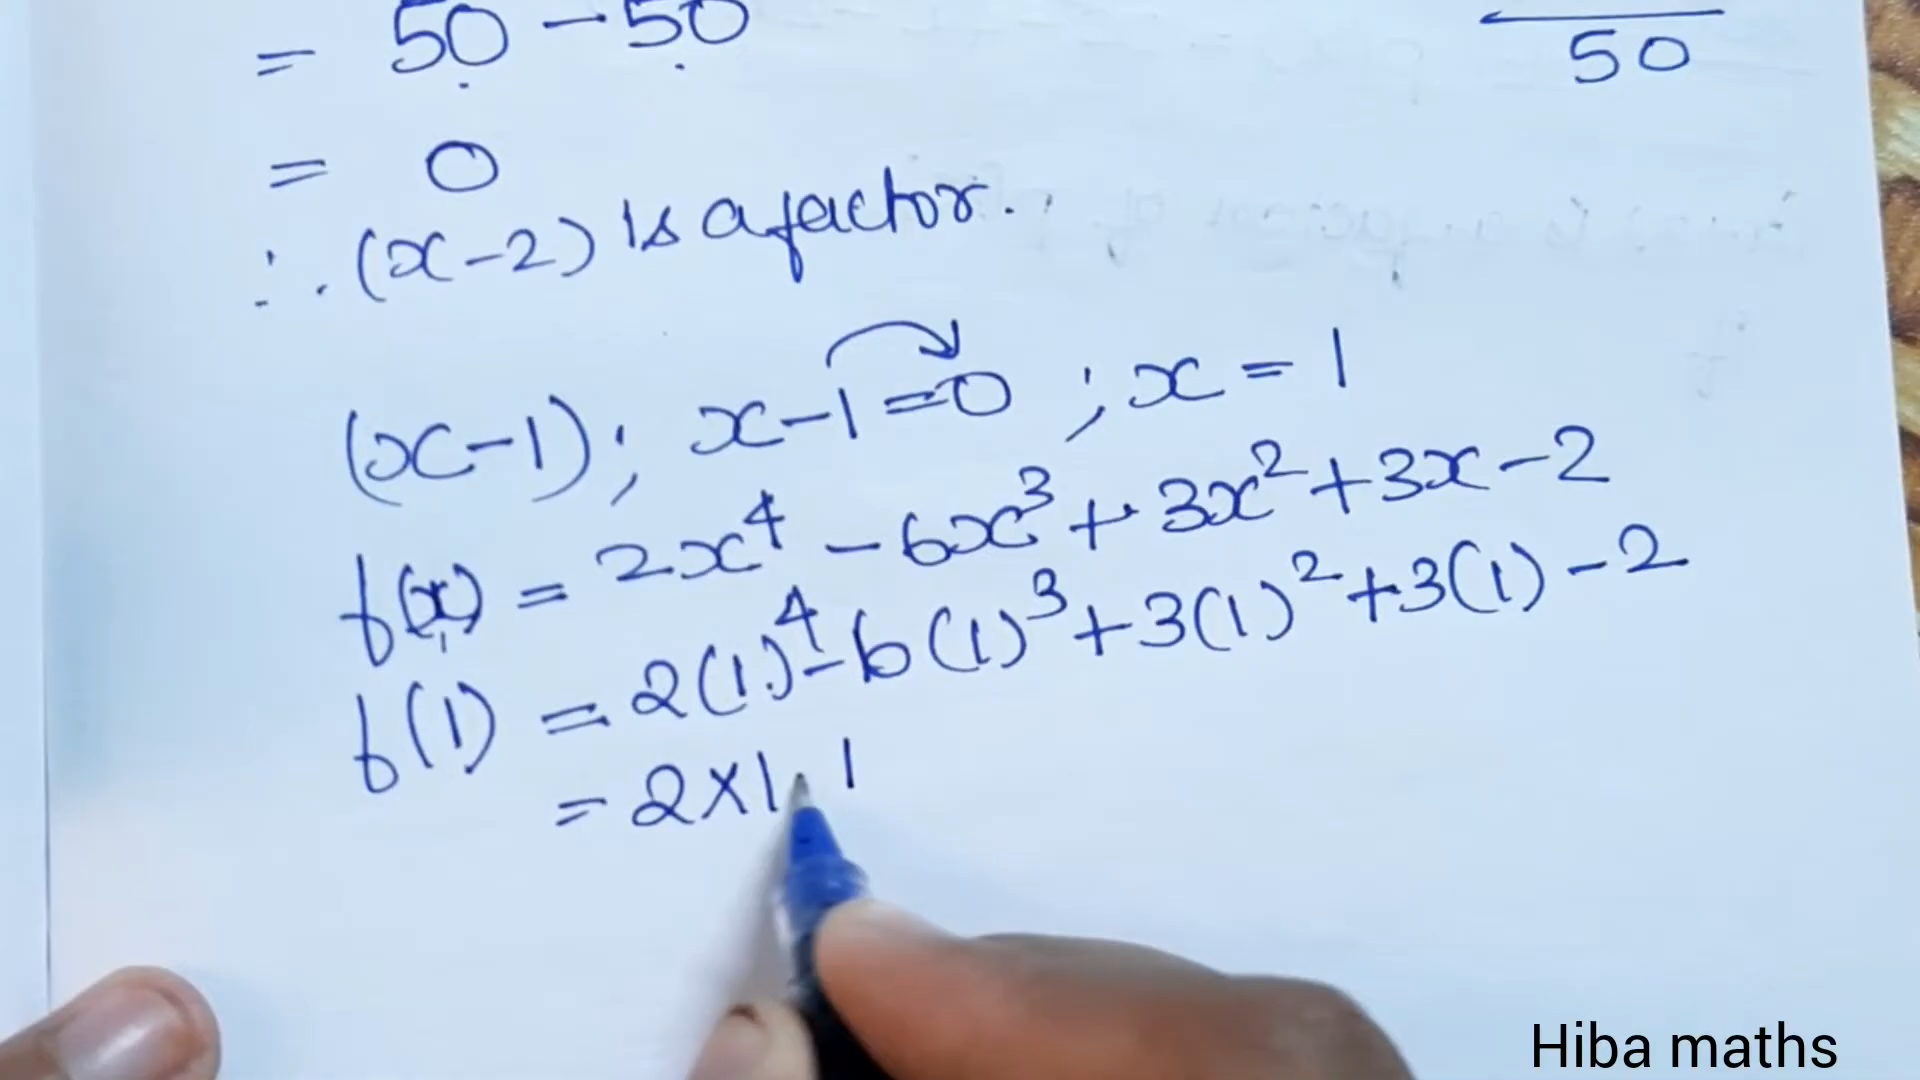 = 50 - 50
50
= 0
∴ (x-2) is a factor.
(x-1); x-1=0 ; x = 1
f(x) = 2x⁴ - 6x³ + 3x² + 3x - 2
f(1) = 2(1)⁴ - 6(1)³ + 3(1)² + 3(1) - 2
= 2×1 1
Hiba maths